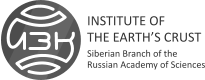 ИЗК
INSTITUTE OF
THE EARTH'S CRUST
Siberian Branch of the
Russian Academy of Sciences